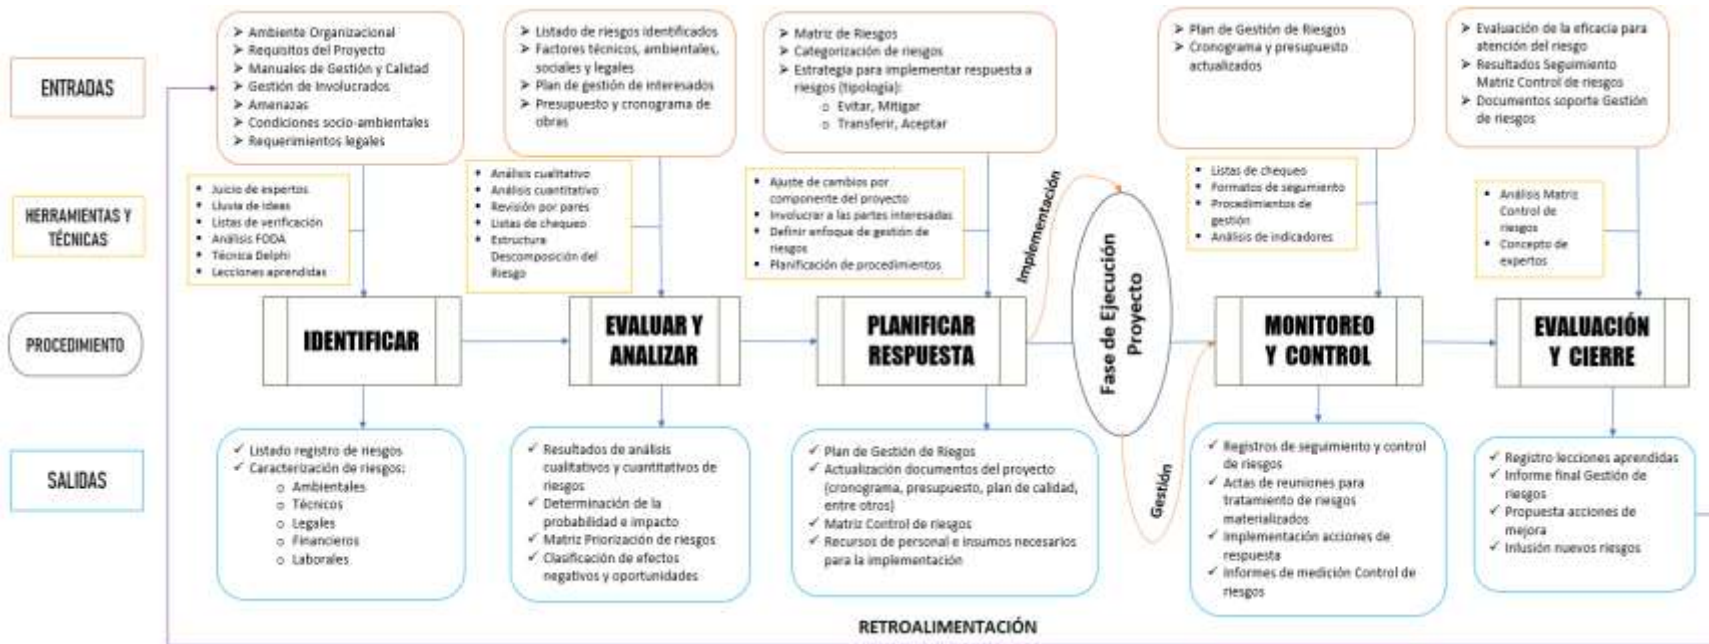 ENTRADAS
➤ Ambiente Organizacional
➤ Requisitos del Proyecto
➤ Manuales de Gestión y Calidad
➤ Gestión de Involucrados
➤ Amenazas
➤ Condiciones socio-ambientales
➤ Requerimientos legales
➤ Listado de riesgos identificados
➤ Factores técnicos, ambientales,
sociales y legales
➤ Plan de gestión de interesados
➤ Presupuesto y cronograma de
obras
➤ Matriz de Riesgos
➤ Categorización de riesgos
➤ Estrategia para implementar respuesta a
riesgos (tipología):
o Evitar, Mitigar
o Transferir, Aceptar
➤ Plan de Gestión de Riesgos
➤ Cronograma y presupuesto
actualizados
➤ Evaluación de la eficacia para
atención del riesgo
➤ Resultados Seguimiento
Matriz Control de riesgos
➤ Documentos soporte Gestión
de riesgos
HERRAMIENTAS Y
TÉCNICAS
▪ Juicio de expertos
▪ Lluvia de ideas
▪ Listas de verificación
▪ Análisis FODA
▪ Técnica Delphi
▪ Lecciones aprendidas
▪ Análisis cualitativo
▪ Análisis cuantitativo
▪ Revisión por pares
▪ Listas de chequeo
▪ Estructura
Descomposición del
Riesgo
▪ Ajuste de cambios por
componente del proyecto
▪ Involucrar a las partes interesadas
▪ Definir enfoque de gestión de
riesgos
▪ Planificación de procedimientos
Implementación
▪ Listas de chequeo
▪ Formatos de segumiento
▪ Procedimientos de
gestión
▪ Análisis de indicadores
▪ Análisis Matriz
Control de
riesgos
▪ Concepto de
expertos
PROCEDIMIENTO
IDENTIFICAR
EVALUAR Y
ANALIZAR
PLANIFICAR
RESPUESTA
Fase de Ejecución
Proyecto
MONITOREO
Y CONTROL
EVALUACIÓN
Y CIERRE
SALIDAS
✓ Listado registro de riesgos
✓ Caracterización de riesgos:
o Ambientales
o Técnicos
o Legales
o Financieros
o Laborales
✓ Resultados de análisis
cualitativos y cuantitativos de
riesgos
✓ Determinación de la
probabilidad e impacto
✓ Matriz Priorización de riesgos
✓ Clasificación de efectos
negativos y oportunidades
✓ Plan de Gestión de Riegos
✓ Actualización documentos del proyecto
(cronograma, presupuesto, plan de calidad,
entre otros)
✓ Matriz Control de riesgos
✓ Recursos de personal e insumos necesarios
para la implementación
Gestión
✓ Registros de seguimiento y control
de riesgos
✓ Actas de reuniones para
tratamiento de riesgos
materializados
✓ Implementación acciones de
respuesta
✓ Informes de medición Control de
riesgos
✓ Registro lecciones aprendidas
✓ Informe final Gestión de
riesgos
✓ Propuesta acciones de
mejora
✓ Inlusión nuevos riesgos
RETROALIMENTACIÓN